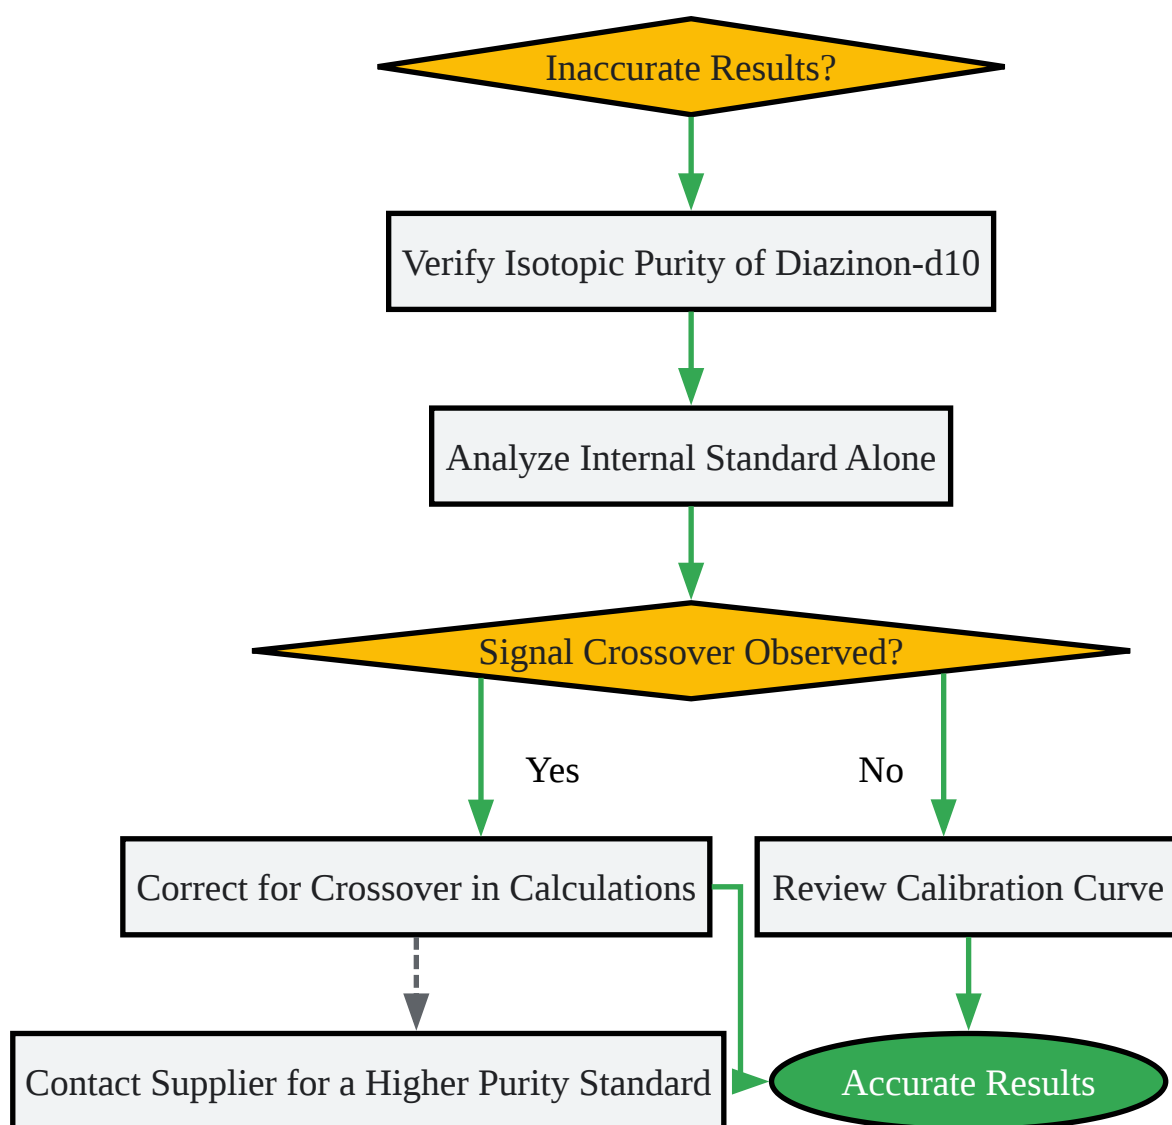 Inaccurate Results?
Verify Isotopic Purity of Diazinon-d10
Analyze Internal Standard Alone
Signal Crossover Observed?
Yes
No
Correct for Crossover in Calculations
Review Calibration Curve
Contact Supplier for a Higher Purity Standard
Accurate Results